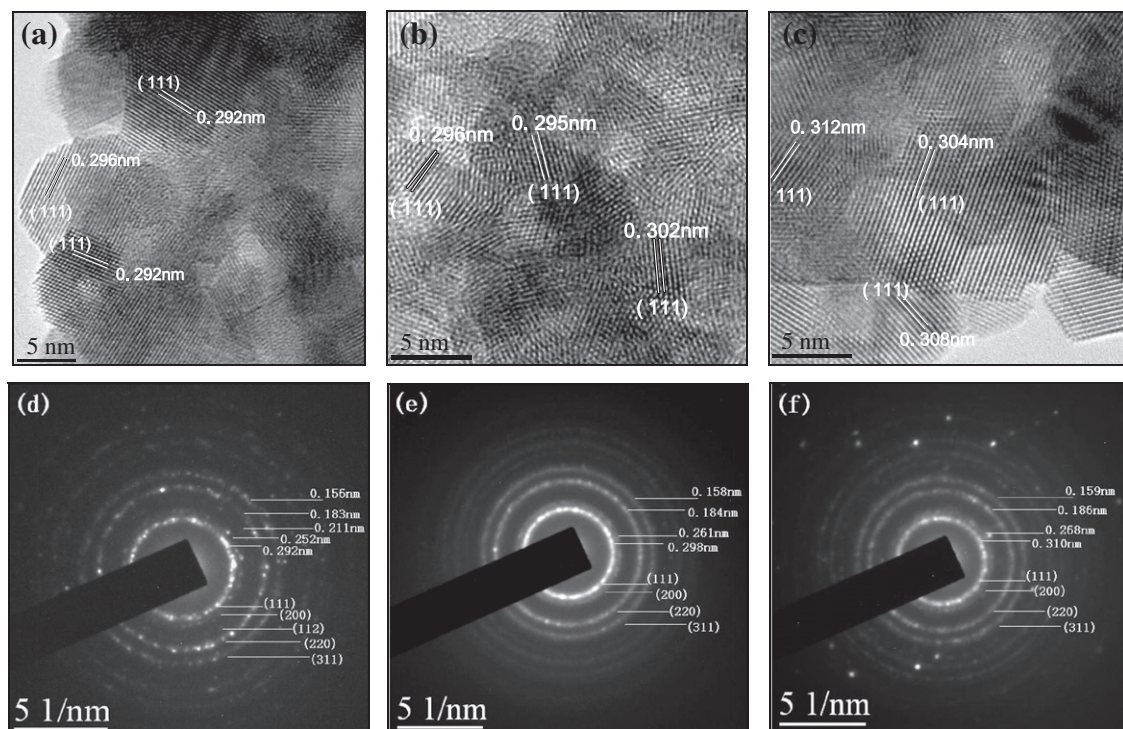 (a)
( 111)
0. 292nm
0. 296nm
( 111)
( 111)
0. 292nm
5 nm
(b)
0. 296nm
0. 295nm
( 111)
( 111)
0. 302nm
( 111)
5 nm
(c)
0. 312nm
0. 304nm
111)
( 111)
( 111)
0. 308nm
5 nm
(d)
0. 156nm
0. 183nm
0. 211nm
0. 252nm
0. 292nm
(111)
(200)
(112)
(220)
(311)
5 1/nm
(e)
0. 158nm
0. 184nm
0. 261nm
0. 298nm
(111)
(200)
(220)
(311)
5 1/nm
(f)
0. 159nm
0. 186nm
0. 268nm
0. 310nm
(111)
(200)
(220)
(311)
5 1/nm